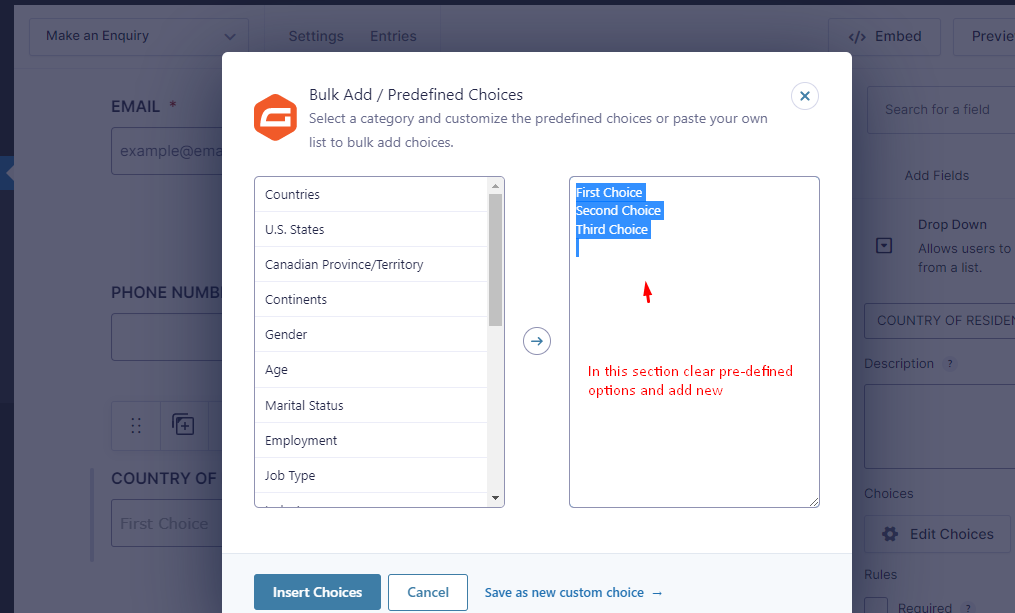 Make an Enquiry
Settings
Entries
</> Embed
EMAIL *
example@ema
PHONE NUMB
COUNTRY OF
First Choice
Bulk Add / Predefined Choices
Select a category and customize the predefined choices or paste your own
list to bulk add choices.
Countries
U.S. States
Canadian Province/Territory
Continents
Gender
Age
Marital Status
Employment
Job Type
First Choice
Second Choice
Third Choice
In this section clear pre-defined
options and add new
Insert Choices
Cancel
Save as new custom choice →
Previe
Search for a field
Add Fields
Drop Down
Allows users to
from a list.
COUNTRY OF RESIDEN
Description ?
Choices
Edit Choices
Rules
Required ?